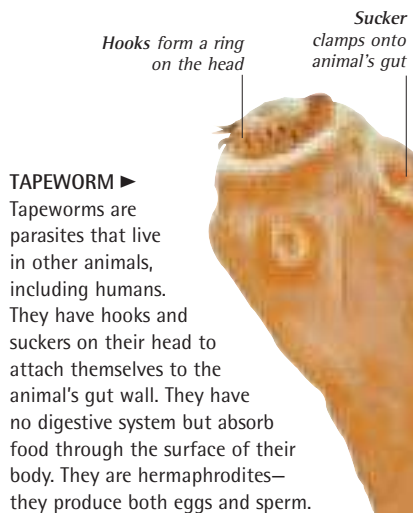 Hooks form a ring
on the head
Sucker
clamps onto
animal's gut
TAPEWORM ►
Tapeworms are
parasites that live
in other animals,
including humans.
They have hooks and
suckers on their head to
attach themselves to the
animal's gut wall. They have
no digestive system but absorb
food through the surface of their
body. They are hermaphrodites—
they produce both eggs and sperm.